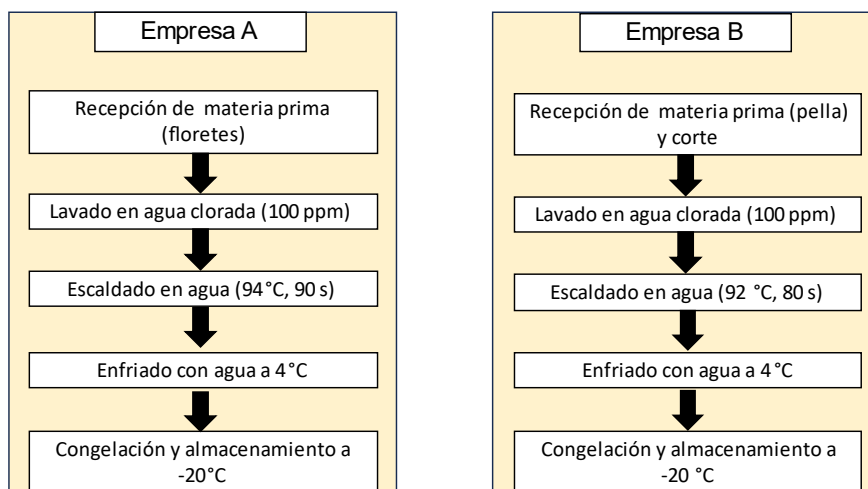 Empresa A
Recepción de materia prima
(floretes)
Lavado en agua clorada (100 ppm)
Escaldado en agua (94°C, 90 s)
Enfriado con agua a 4°C
Congelación y almacenamiento a
-20°C
Empresa B
Recepción de materia prima (pella)
y corte
Lavado en agua clorada (100 ppm)
Escaldado en agua (92 °C, 80 s)
Enfriado con agua a 4°C
Congelación y almacenamiento a
-20 °C